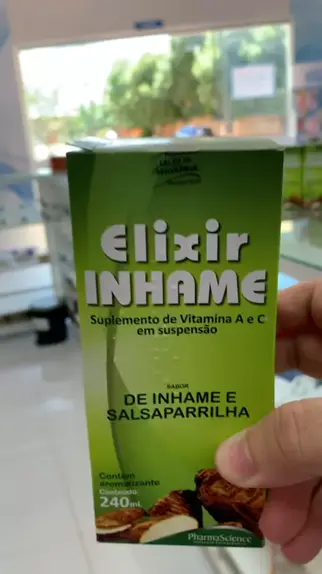 Elixir
INHAME
Suplemento de Vitamina A e C
em suspensão
SABOR
DE INHAME E
SALSAPARRILHA
Contém
aromatizante
Conteúdo:
240mL
PharmaScience